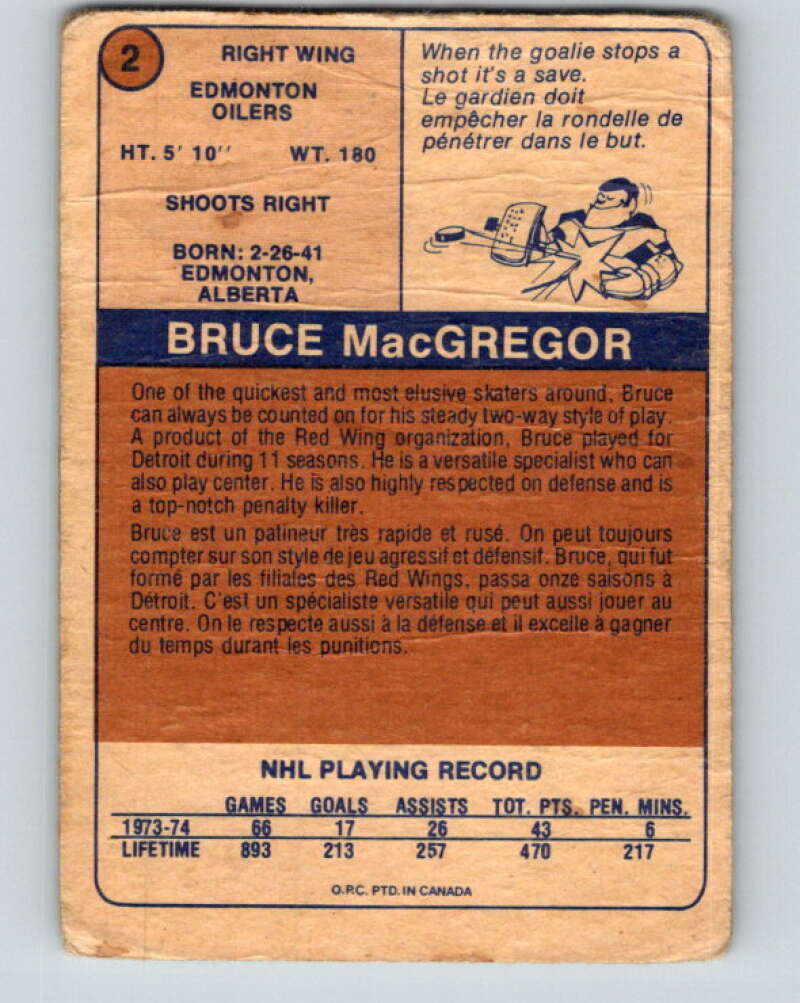 2
RIGHT WING
EDMONTON
OILERS
HT. 5' 10" WT. 180
SHOOTS RIGHT
BORN: 2-26-41
EDMONTON,
ALBERTA
When the goalie stops a
shot it's a save.
Le gardien doit
empêcher la rondelle de
pénétrer dans le but.
BRUCE MacGREGOR
One of the quickest and most elusive skaters around, Bruce
can always be counted on for his steady two-way style of play.
A product of the Red Wing organization, Bruce played for
Detroit during 11 seasons. He is a versatile specialist who can
also play center. He is also highly respected on defense and is
a top-notch penalty killer.
Bruce est un patineur très rapide et rusé. On peut toujours
compter sur son style de jeu agressif et défensif. Bruce, qui fut
formé par les filiales des Red Wings, passa onze saisons à
Détroit. C'est un spécialiste versatile qui peut aussi jouer au
centre. On le respecte aussi à la défense et il excelle à gagner
du temps durant les punitions.
NHL PLAYING RECORD
GAMES GOALS ASSISTS TOT. PTS. PEN. MINS.
1973-74 66 17 26 43 6
LIFETIME 893 213 257 470 217
O.P.C. PTD. IN CANADA